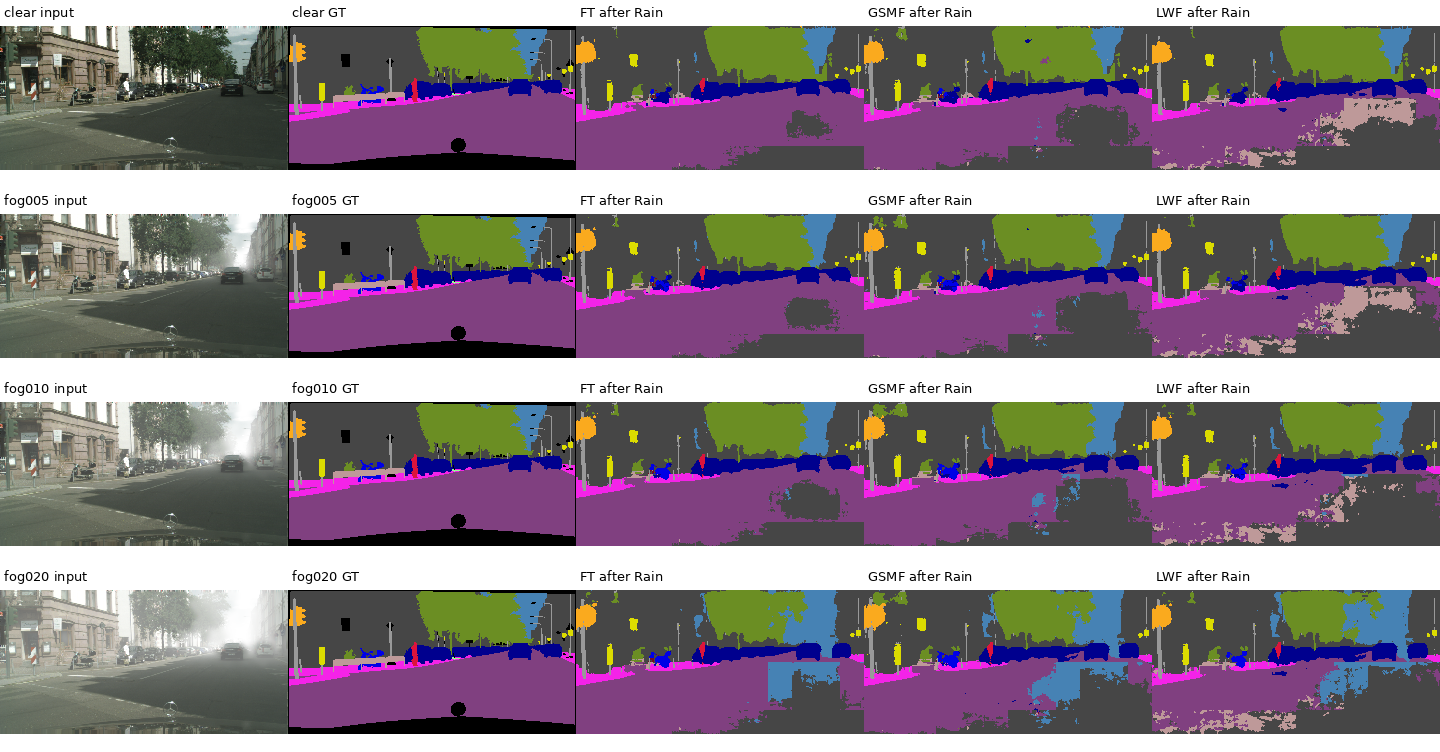 clear input clear GT FT after Rain GSMF after Rain LWF after Rain
fog005 input fog005 GT FT after Rain GSMF after Rain LWF after Rain
fog010 input fog010 GT FT after Rain GSMF after Rain LWF after Rain
fog020 input fog020 GT FT after Rain GSMF after Rain LWF after Rain